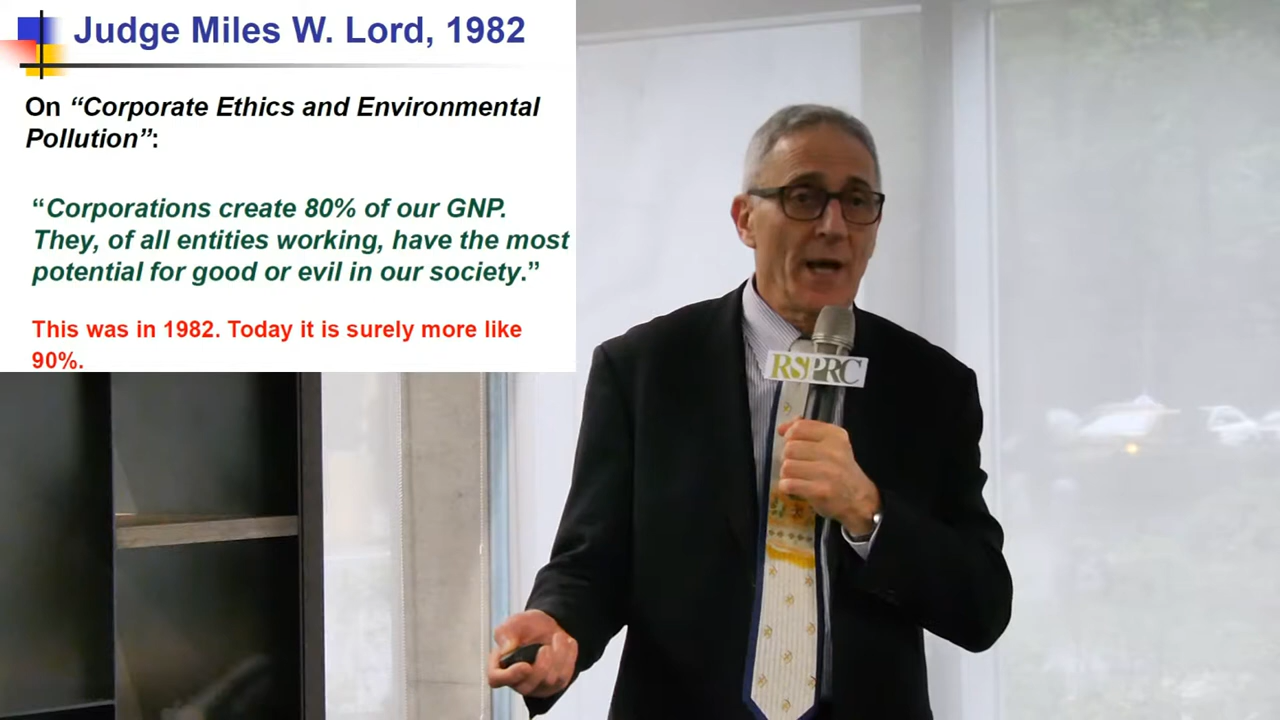 Judge Miles W. Lord, 1982
On “Corporate Ethics and Environmental
Pollution”:
“Corporations create 80% of our GNP.
They, of all entities working, have the most
potential for good or evil in our society.”
This was in 1982. Today it is surely more like
90%.
RSPRC